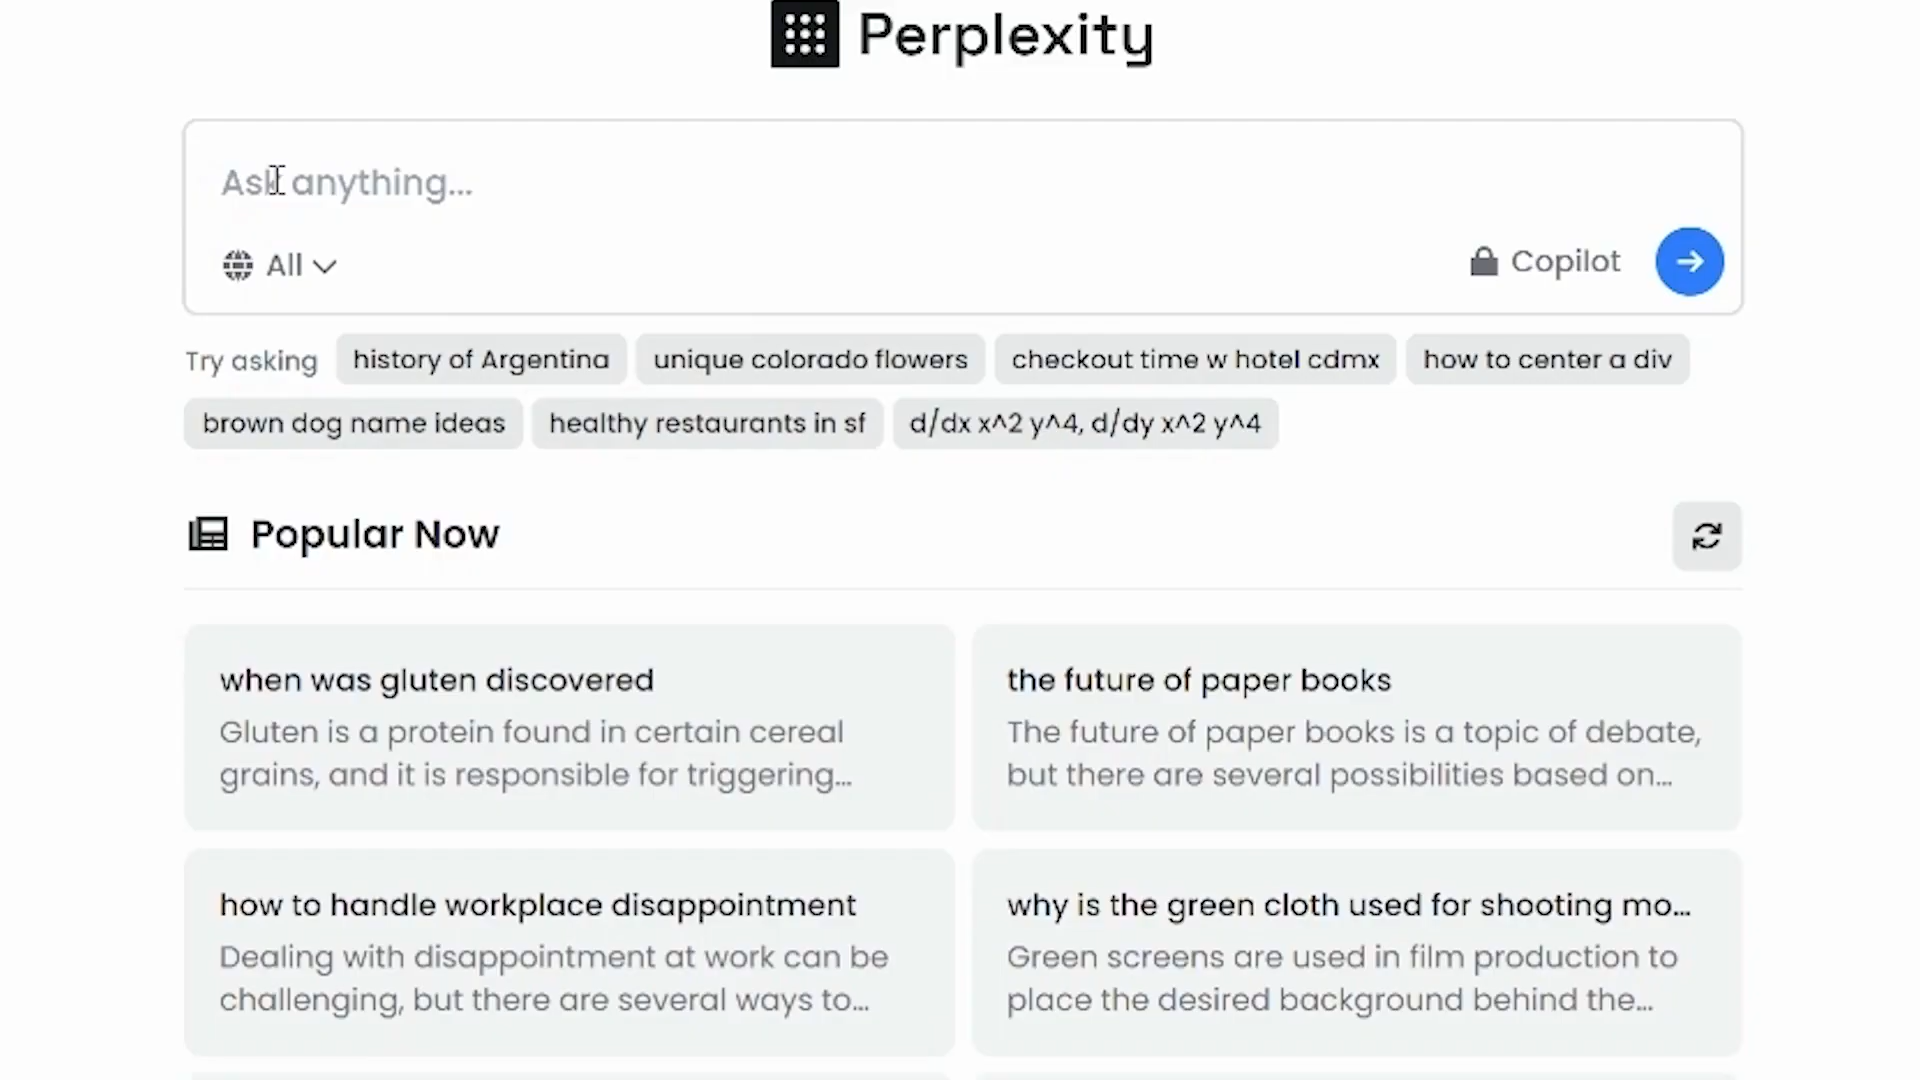 Perplexity
Ask anything...
All
Copilot
Try asking
history of Argentina
unique colorado flowers
checkout time w hotel cdmx
how to center a div
brown dog name ideas
healthy restaurants in sf
d/dx x^2 y^4, d/dy x^2 y^4
Popular Now
when was gluten discovered
Gluten is a protein found in certain cereal
grains, and it is responsible for triggering...
the future of paper books
The future of paper books is a topic of debate,
but there are several possibilities based on...
how to handle workplace disappointment
Dealing with disappointment at work can be
challenging, but there are several ways to...
why is the green cloth used for shooting mo...
Green screens are used in film production to
place the desired background behind the...